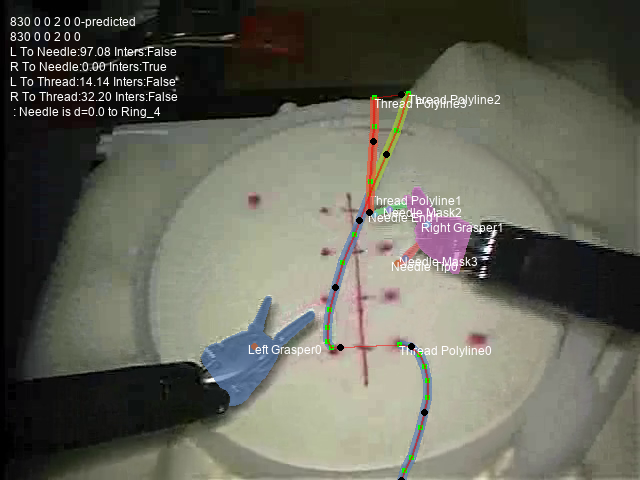 830 0 0 2 0 0-predicted
830 0 0 2 0 0
L To Needle:97.08 Inters:False
R To Needle:0.00 Inters:True
L To Thread:14.14 Inters:False
R To Thread:32.20 Inters:False
: Needle is d=0.0 to Ring_4
Thread Polyline2
Thread Polyline3
Thread Polyline1
Needle Mask2
Needle End1
Right Grasper1
Needle Mask3
Needle Tip0
Left Grasper0
Thread Polyline0